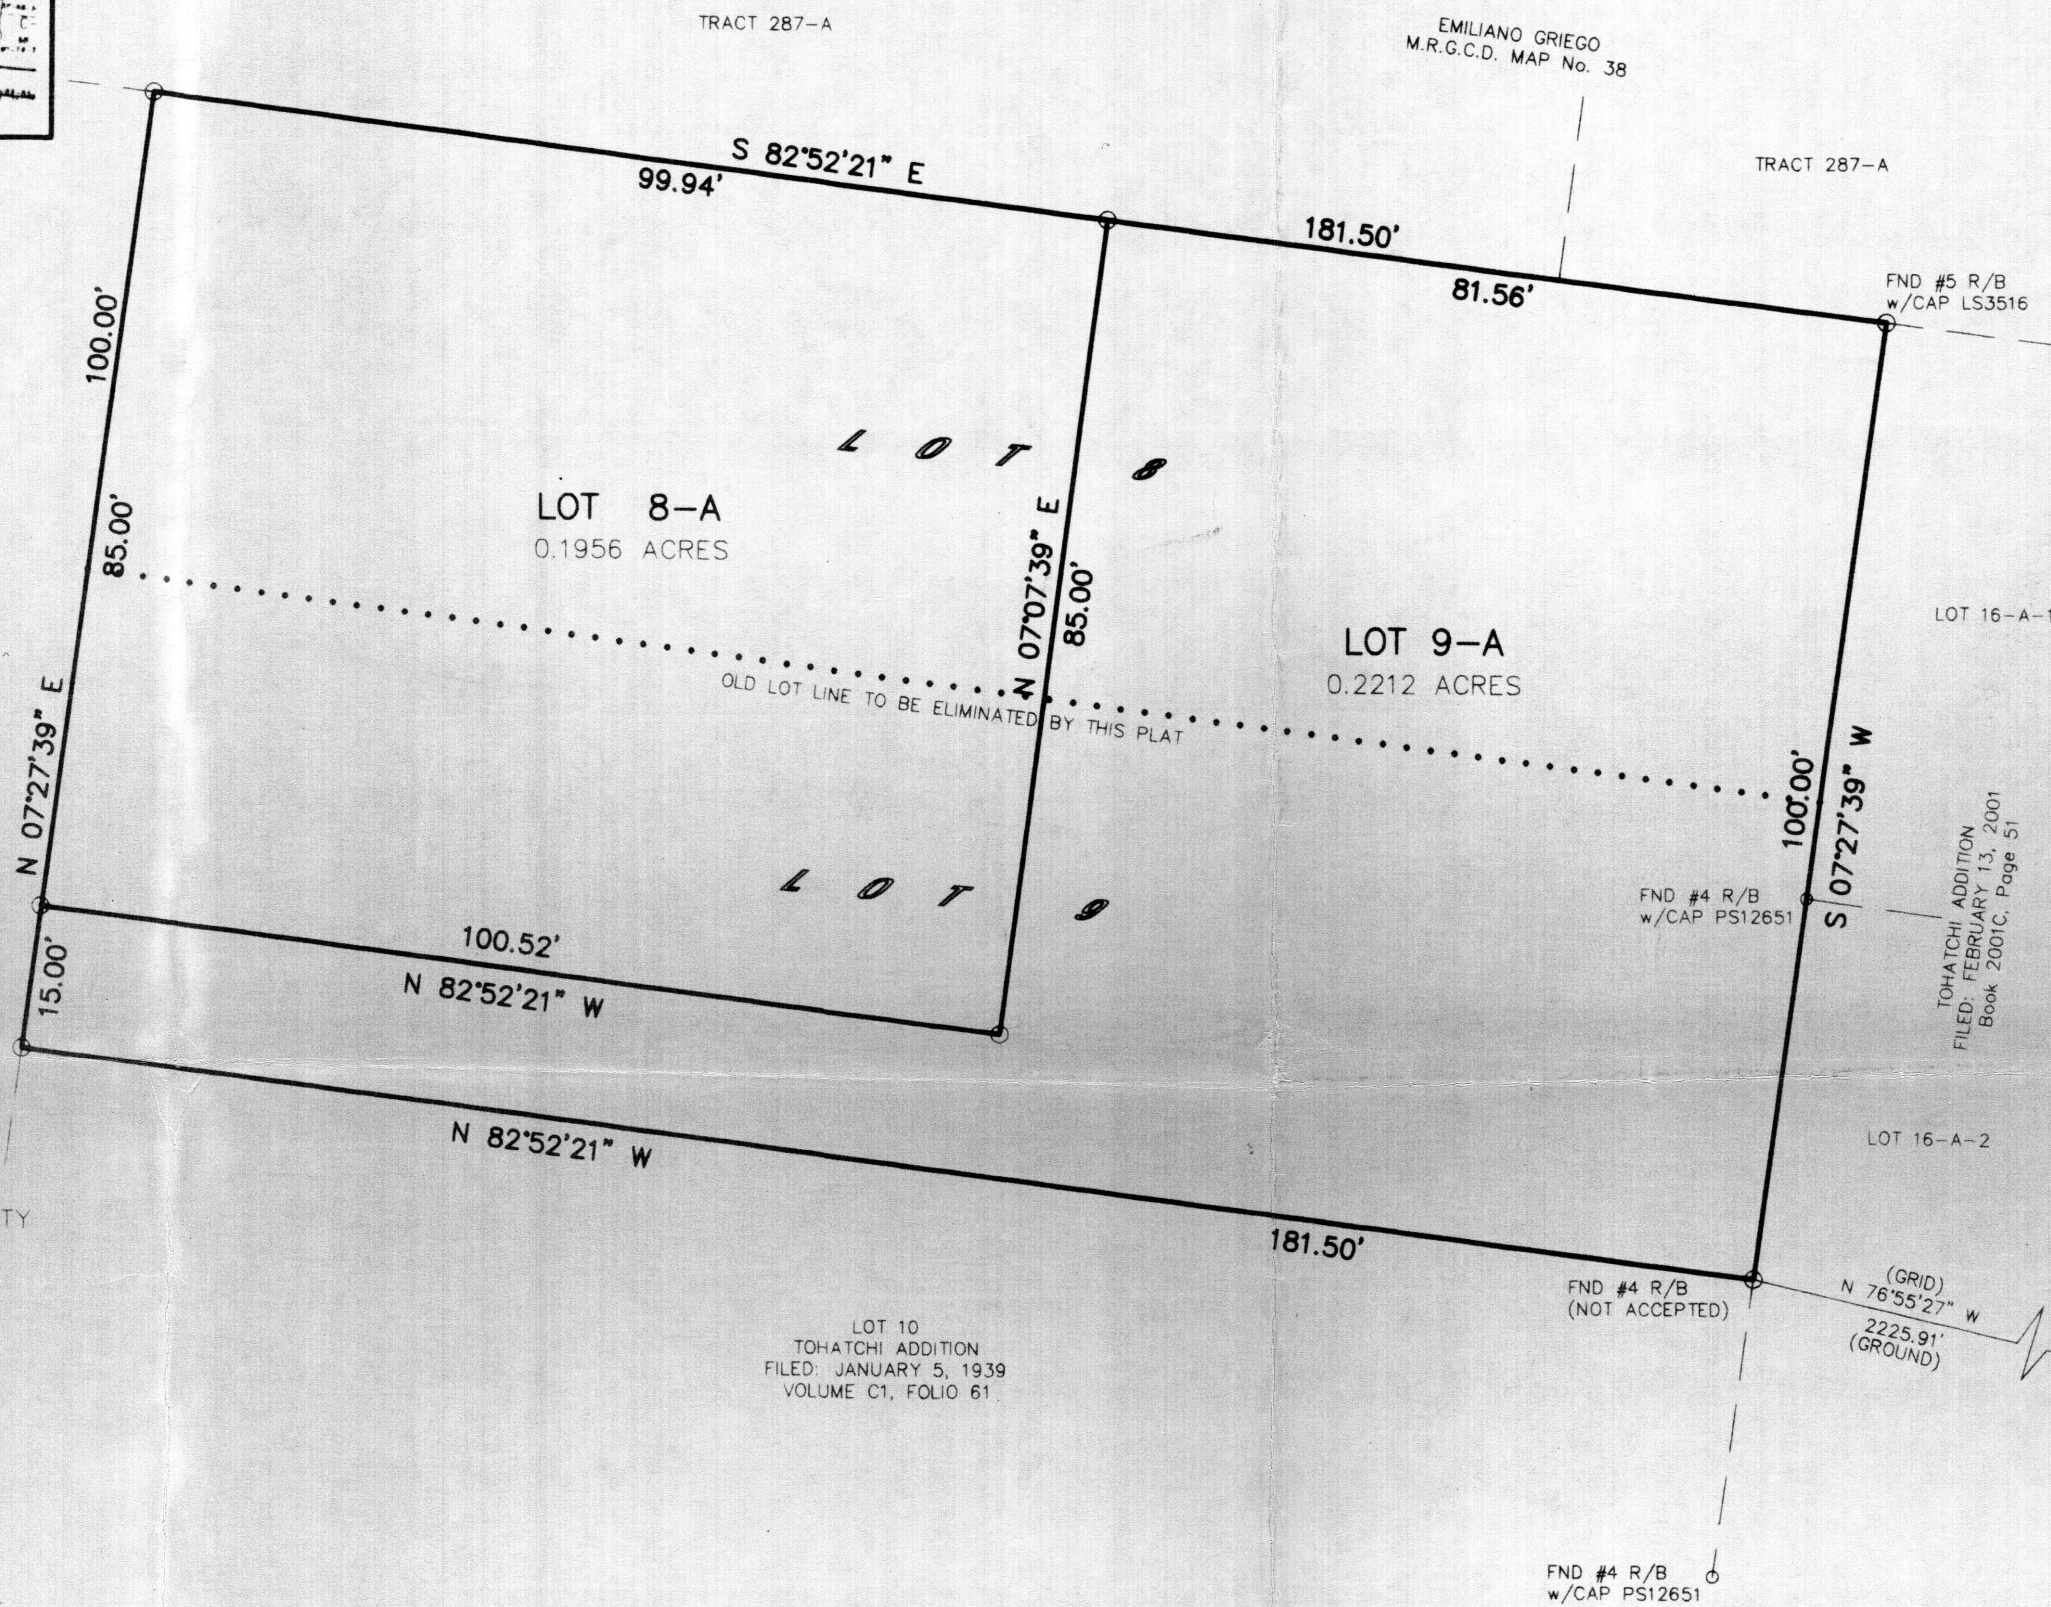 TRACT 287-A
EMILIANO GRIEGO
M.R.G.C.D. MAP No. 38
TRACT 287-A
S 82°52'21" E
99.94'
181.50'
81.56'
FND #5 R/B
w/CAP LS3516
100.00'
85.00'
N 07°27'39" E
15.00'
LOT 8
LOT 8-A
0.1956 ACRES
N 07°07'39" E
85.00'
LOT 9-A
0.2212 ACRES
LOT 16-A-1
OLD LOT LINE TO BE ELIMINATED BY THIS PLAT
100.00'
S 07°27'39" W
TOHATCHI ADDITION
FILED: FEBRUARY 13, 2001
Book 2001C, Page 51
LOT 9
FND #4 R/B
w/CAP PS12651
100.52'
N 82°52'21" W
N 82°52'21" W
181.50'
LOT 16-A-2
TY
FND #4 R/B
(NOT ACCEPTED)
(GRID)
N 76°55'27" W
2225.91'
(GROUND)
LOT 10
TOHATCHI ADDITION
FILED: JANUARY 5, 1939
VOLUME C1, FOLIO 61
FND #4 R/B
w/CAP PS12651